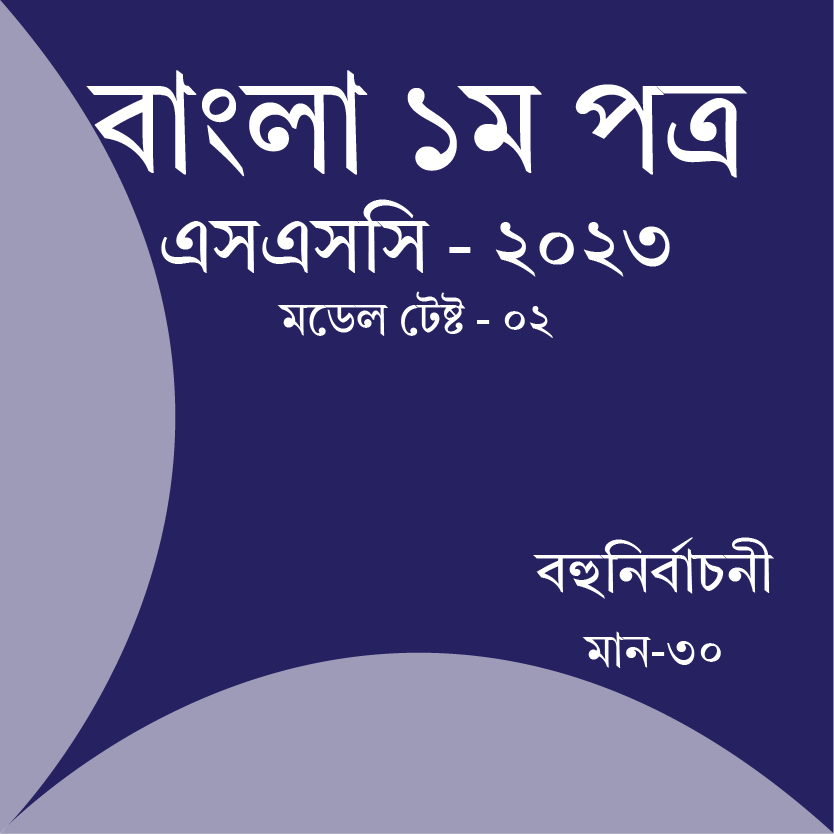 বাংলা ১ম পত্র
এসএসসি - ২০২৩
মডেল টেষ্ট - ০২
বহুনির্বাচনী
মান-৩০